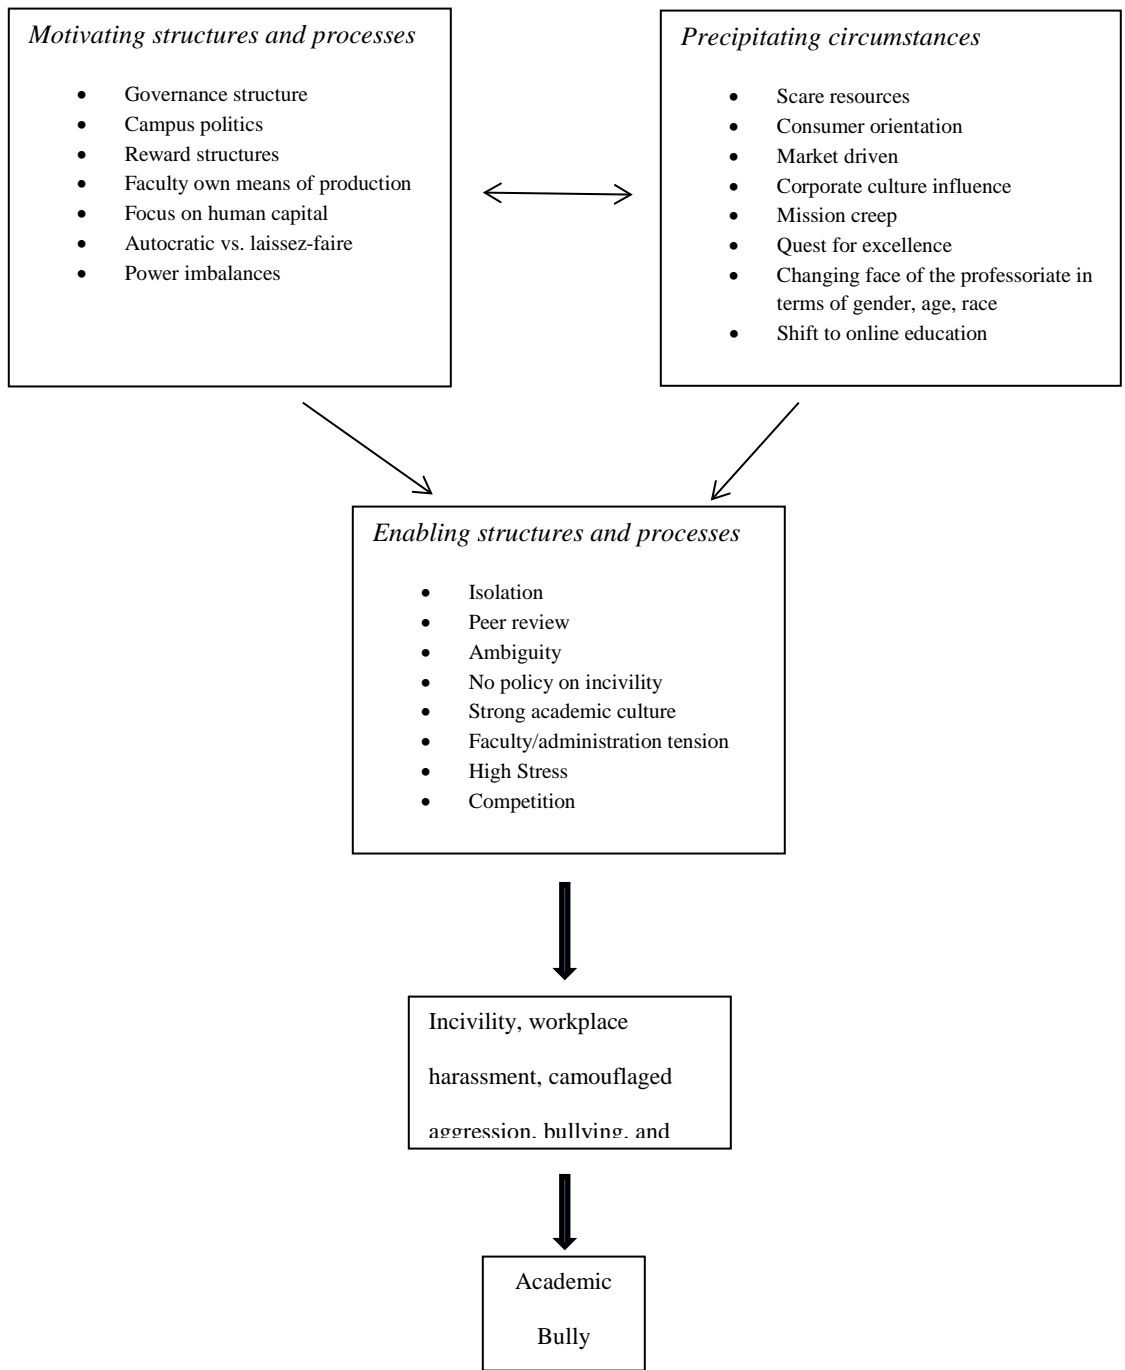 Motivating structures and processes
• Governance structure
• Campus politics
• Reward structures
• Faculty own means of production
• Focus on human capital
• Autocratic vs. laissez-faire
• Power imbalances
Precipitating circumstances
• Scare resources
• Consumer orientation
• Market driven
• Corporate culture influence
• Mission creep
• Quest for excellence
• Changing face of the professoriate in
terms of gender, age, race
• Shift to online education
Enabling structures and processes
• Isolation
• Peer review
• Ambiguity
• No policy on incivility
• Strong academic culture
• Faculty/administration tension
• High Stress
• Competition
Incivility, workplace
harassment, camouflaged
aggression, bullying, and
Academic
Bully